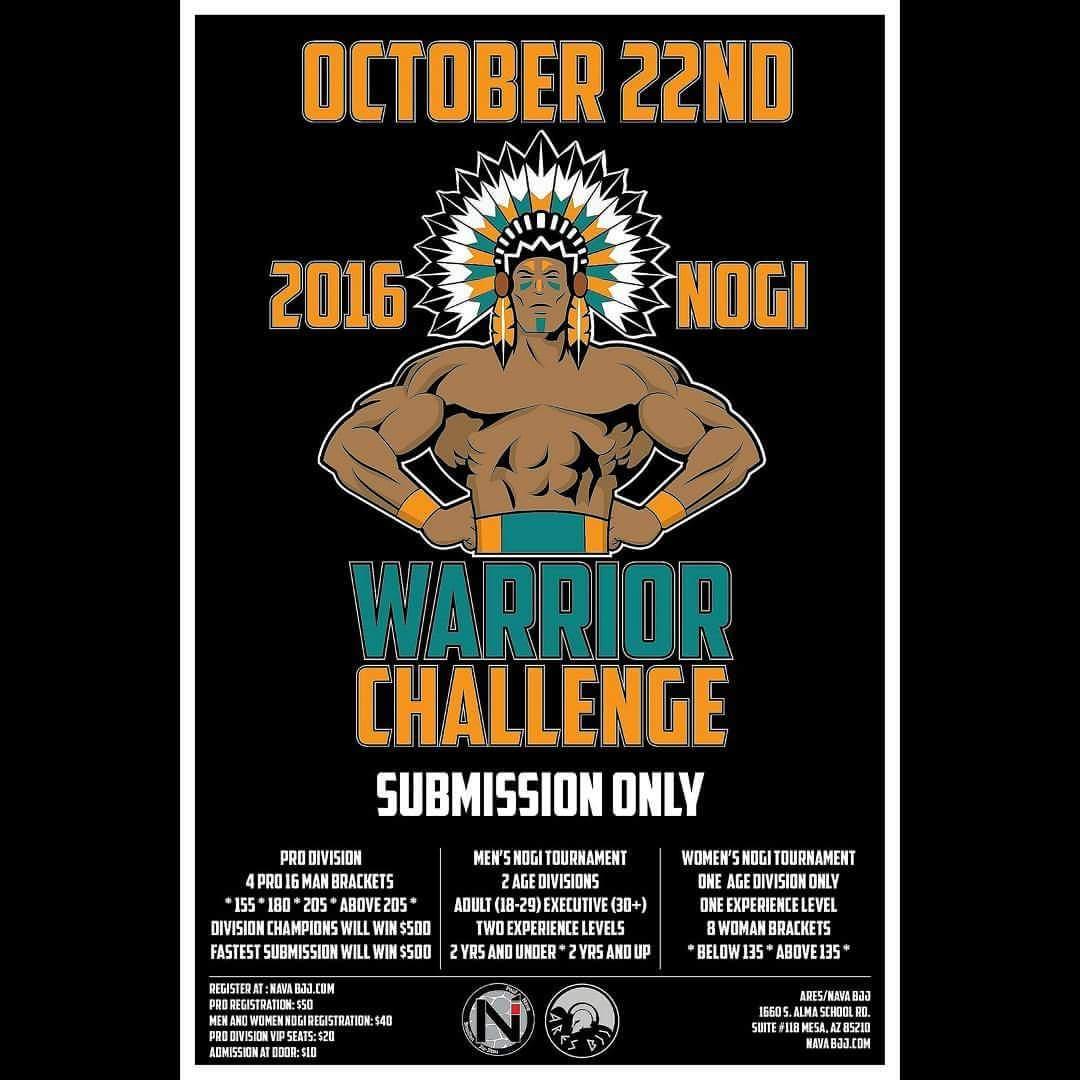 OCTOBER 22ND
2016 NOGI
WARRIOR
CHALLENGE
SUBMISSION ONLY
PRO DIVISION
4 PRO 16 MAN BRACKETS
* 155 * 180 * 205 * ABOVE 205 *
DIVISION CHAMPIONS WILL WIN $500
FASTEST SUBMISSION WILL WIN $500
MEN'S NOGI TOURNAMENT
2 AGE DIVISIONS
ADULT (18-29) EXECUTIVE (30+)
TWO EXPERIENCE LEVELS
2 YRS AND UNDER * 2 YRS AND UP
WOMEN'S NOGI TOURNAMENT
ONE AGE DIVISION ONLY
ONE EXPERIENCE LEVEL
8 WOMAN BRACKETS
* BELOW 135 * ABOVE 135 *
REGISTER AT : NAVA BJJ.COM
PRO REGISTRATION: $50
MEN AND WOMEN NOGI REGISTRATION: $40
PRO DIVISION VIP SEATS: $20
ADMISSION AT DOOR: $10
N
ARES BJJ
ARES/NAVA BJJ
1660 S. ALMA SCHOOL RD.
SUITE #118 MESA, AZ 85210
NAVA BJJ.COM